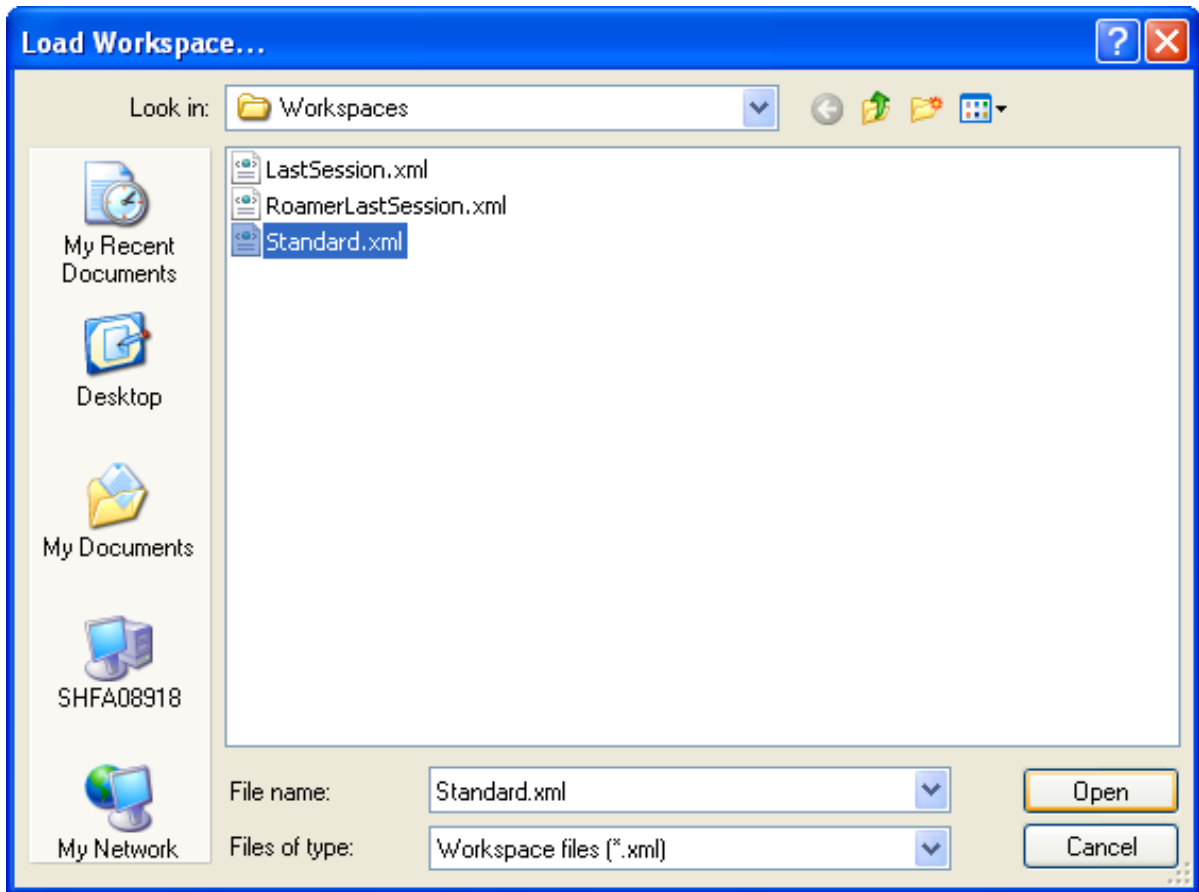 Load Workspace...
Look in:
Workspaces
LastSession.xml
RoamerLastSession.xml
Standard.xml
My Recent
Documents
Desktop
My Documents
SHFA08918
My Network
File name:
Standard.xml
Open
Files of type:
Workspace files (*.xml)
Cancel